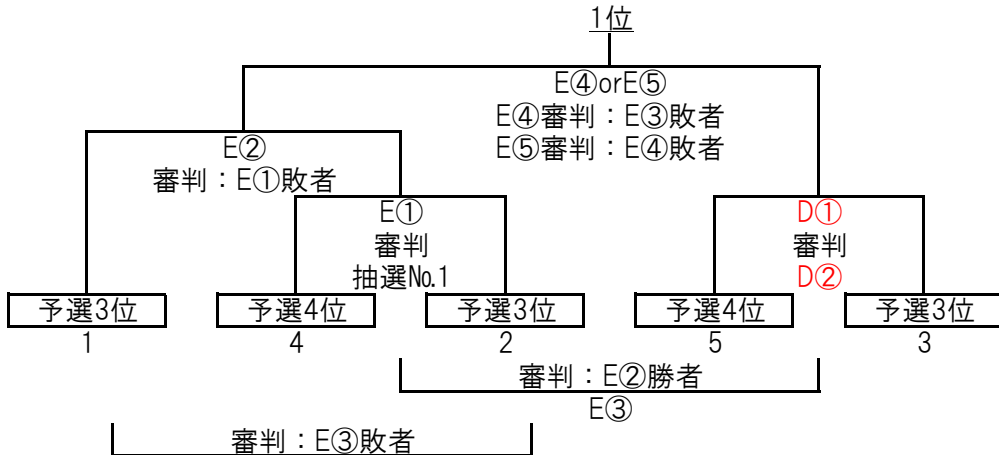 1位
E④orE⑤
E④審判：E③敗者
E⑤審判：E④敗者
E②
審判：E①敗者
E①
審判
抽選No.1
D①
審判
D②
予選3位
予選4位
予選3位
予選4位
予選3位
1
4
2
5
3
審判：E②勝者
E③
審判：E③敗者